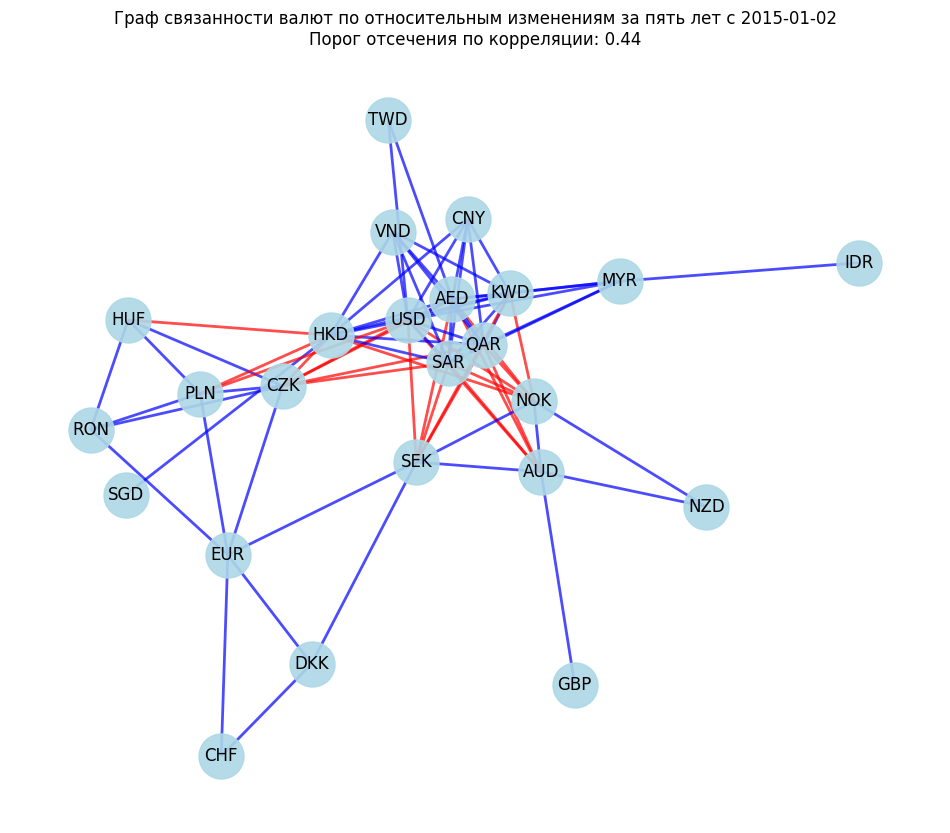 Граф связанности валют по относительным изменениям за пять лет с 2015-01-02
Порог отсечения по корреляции: 0.44
TWD
CNY
VND
IDR
MYR
KWD
AED
USD
HUF
HKD
QAR
SAR
CZK
PLN
NOK
RON
SEK
AUD
SGD
NZD
EUR
DKK
GBP
CHF